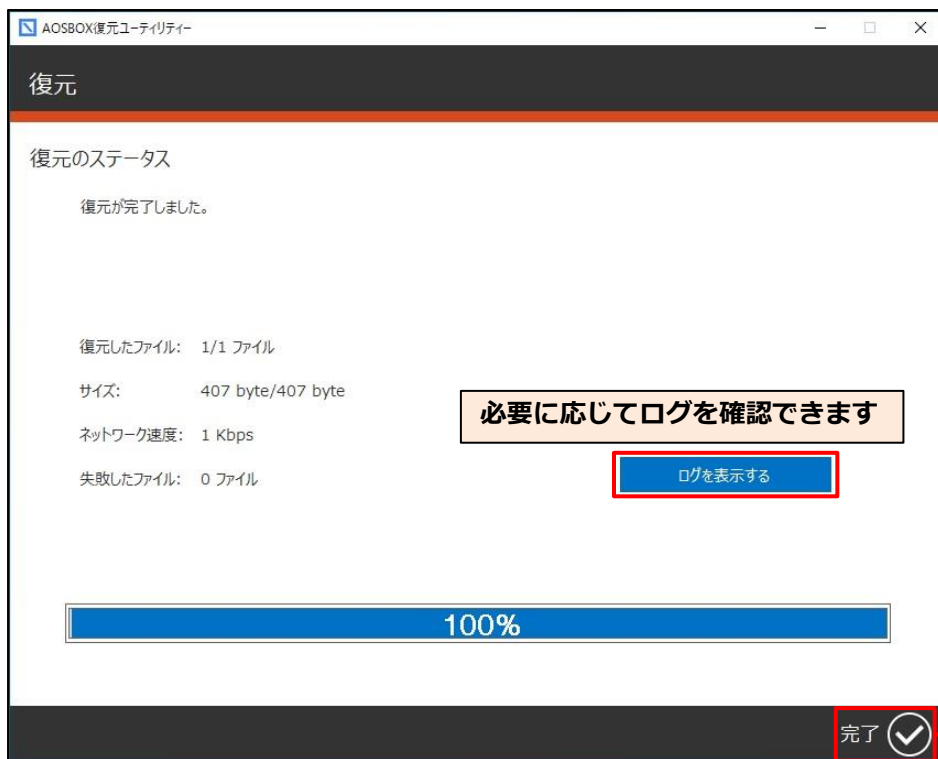 AOSBOX復元ユーティリティー
復元
復元のステータス
復元が完了しました。
復元したファイル: 1/1 ファイル
サイズ: 407 byte/407 byte
必要に応じてログを確認できます
ネットワーク速度: 1 Kbps
失敗したファイル: 0 ファイル
ログを表示する
100%
完了